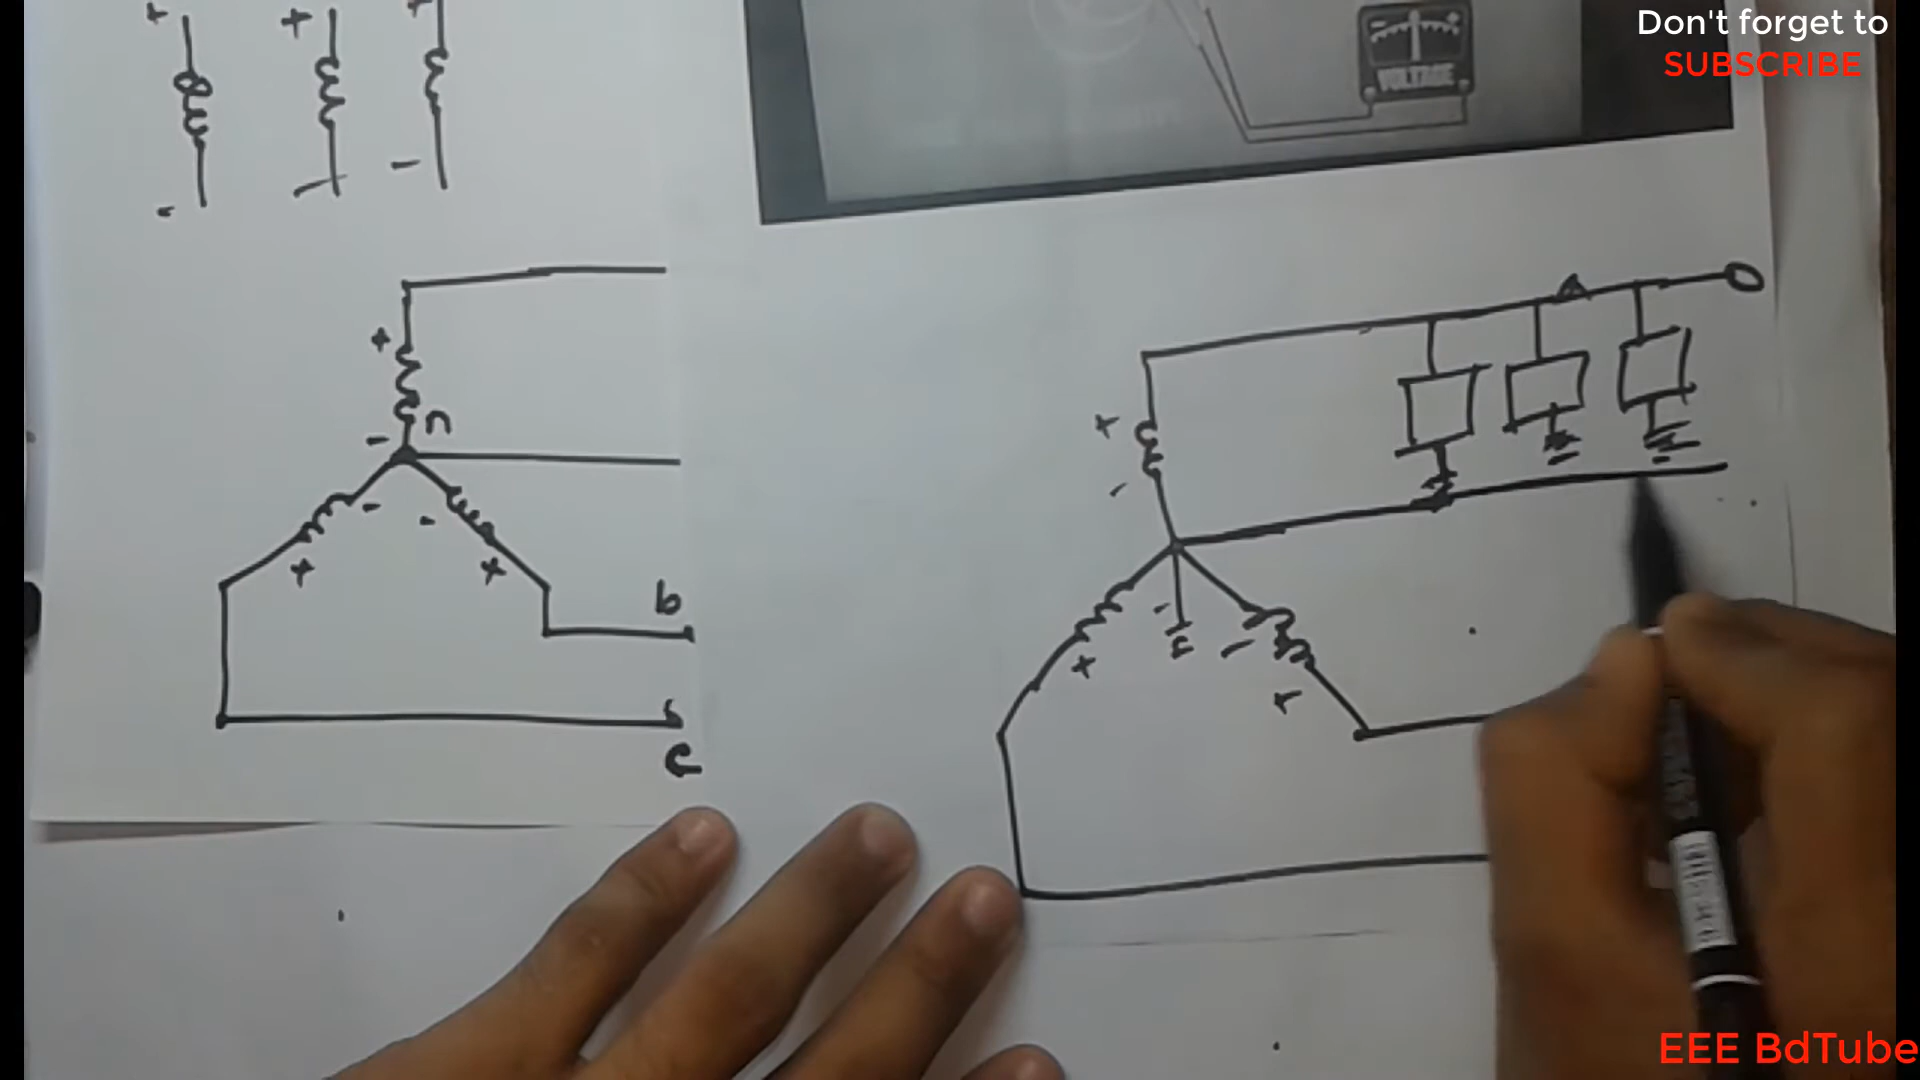 Don't forget to
SUBSCRIBE
VOLTAGE
+ + +
- -
+
n
-
- -
+ +
b
c
+
-
- -
+ +
EEE BdTube